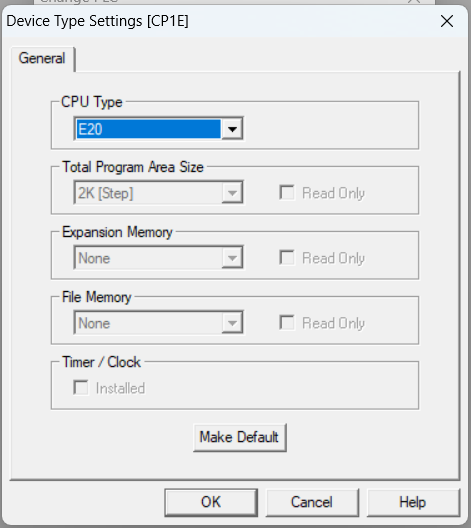 Device Type Settings [CP1E]
General
CPU Type
E20
Total Program Area Size
2K [Step]
Read Only
Expansion Memory
None
Read Only
File Memory
None
Read Only
Timer / Clock
Installed
Make Default
OK
Cancel
Help